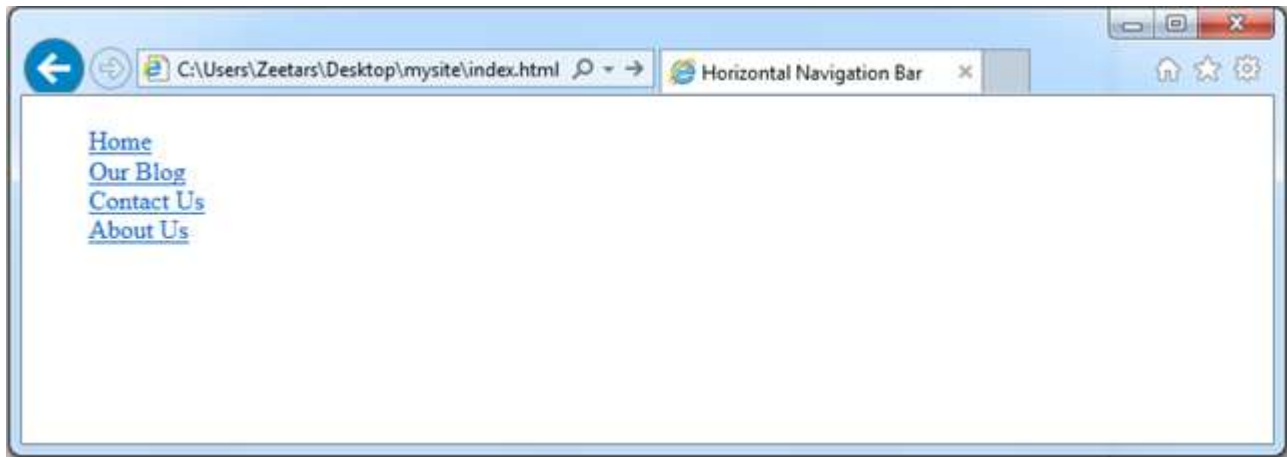 C:\Users\Zeetars\Desktop\mysite\index.html
Horizontal Navigation Bar
Home
Our Blog
Contact Us
About Us